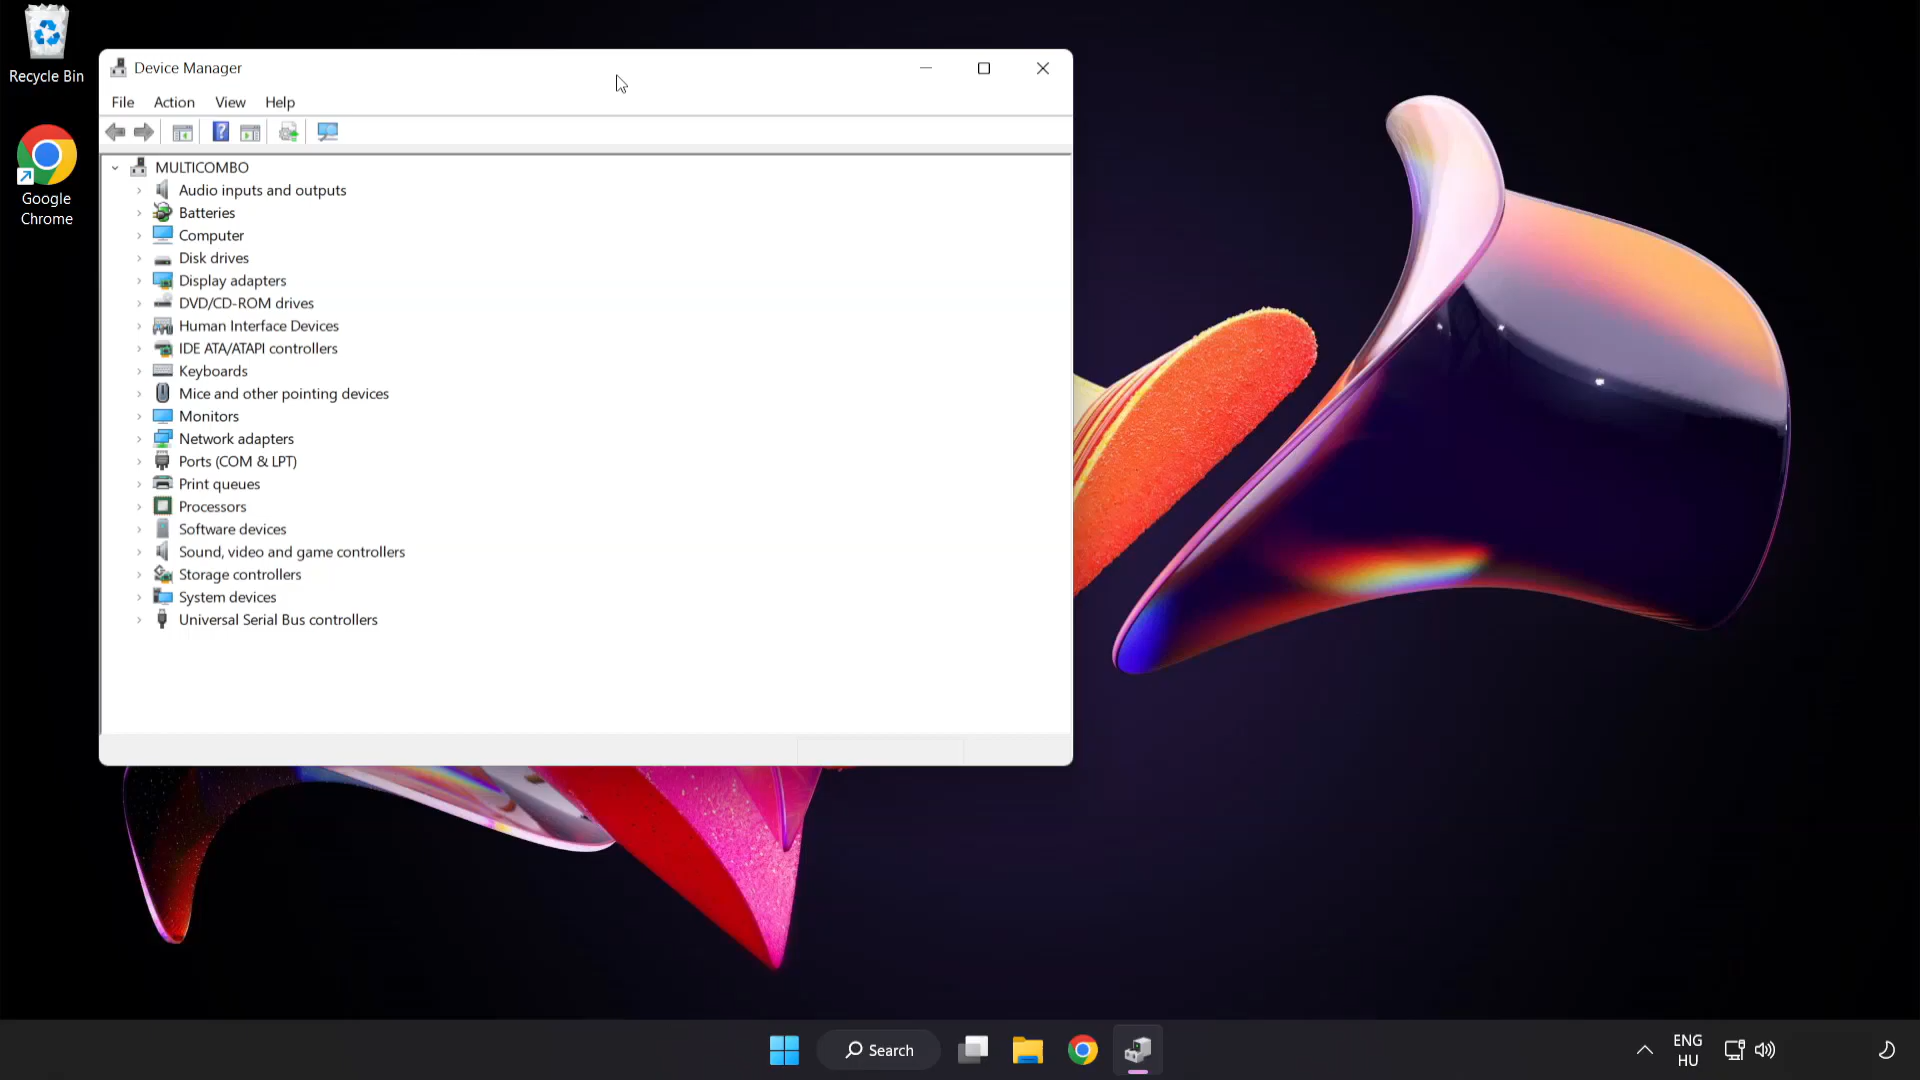 Recycle Bin
Google
Chrome
Device Manager
File Action View Help
MULTICOMBO
Audio inputs and outputs
Batteries
Computer
Disk drives
Display adapters
DVD/CD-ROM drives
Human Interface Devices
IDE ATA/ATAPI controllers
Keyboards
Mice and other pointing devices
Monitors
Network adapters
Ports (COM & LPT)
Print queues
Processors
Software devices
Sound, video and game controllers
Storage controllers
System devices
Universal Serial Bus controllers
Search
ENG
HU